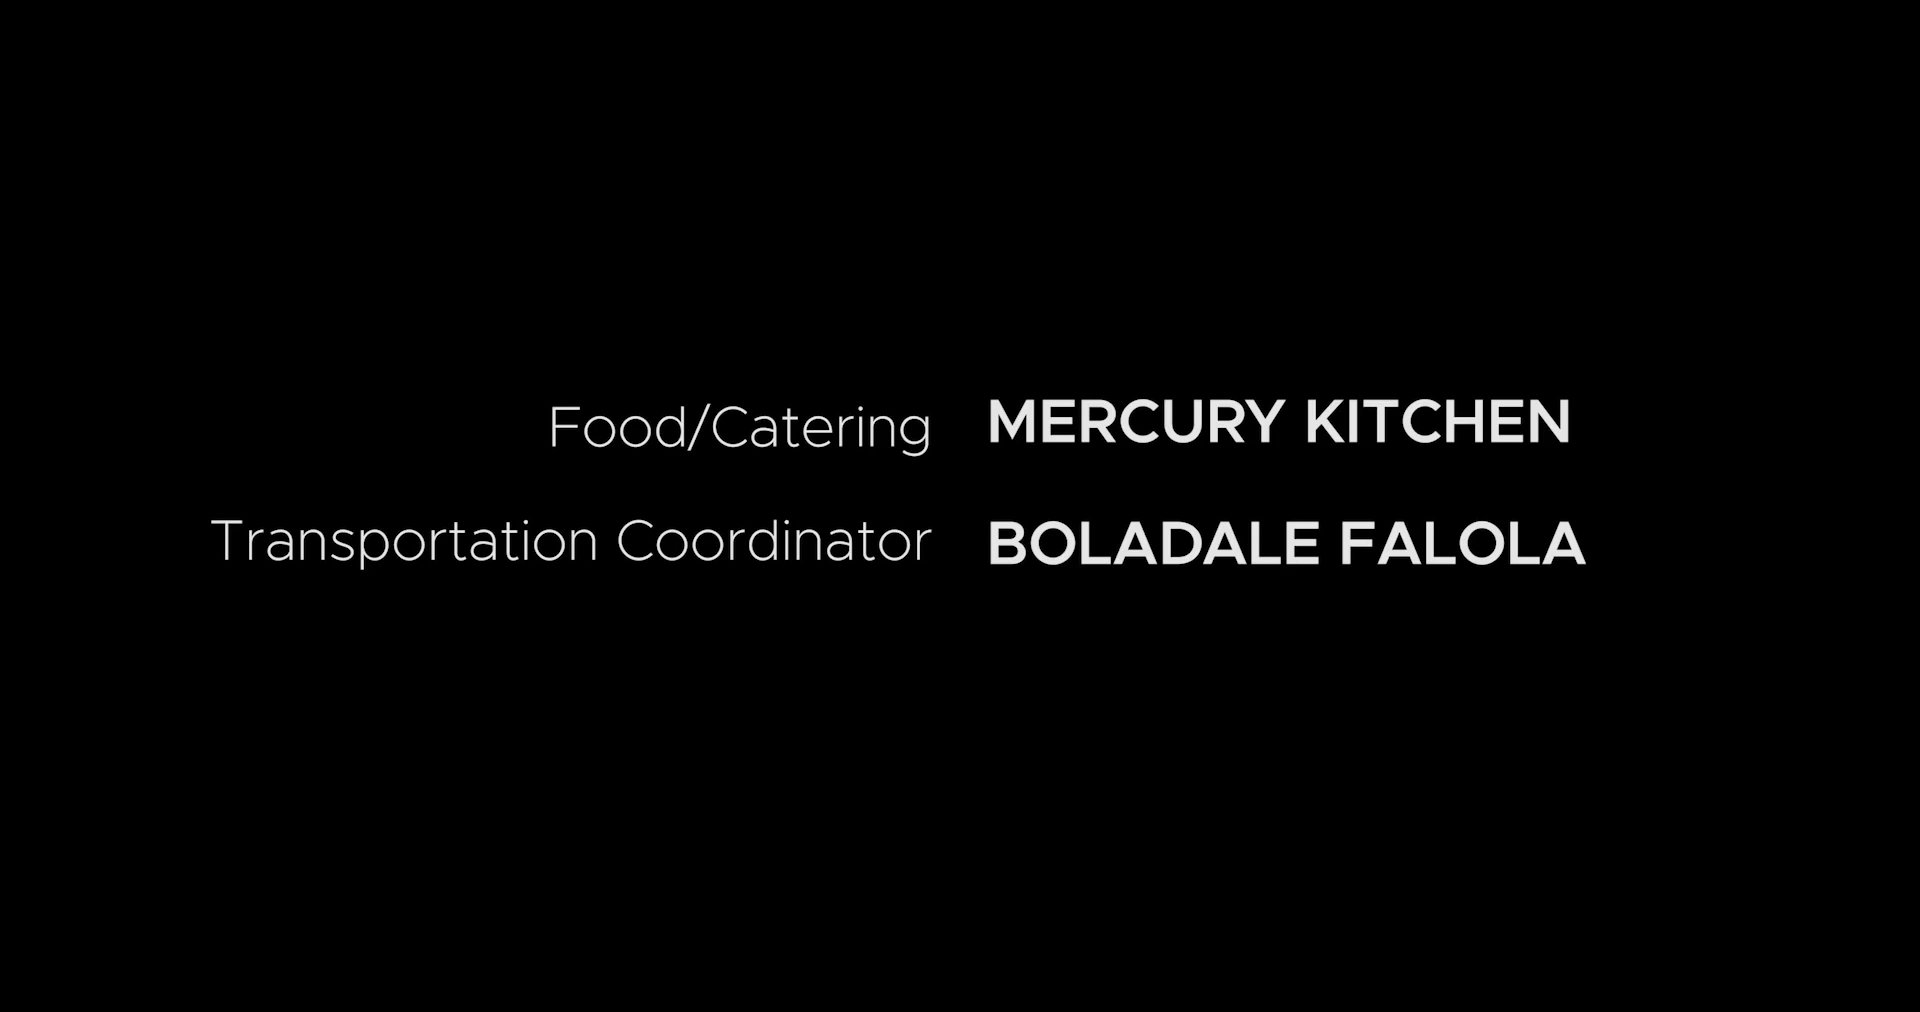 Food/Catering MERCURY KITCHEN
Transportation Coordinator BOLADALE FALOLA